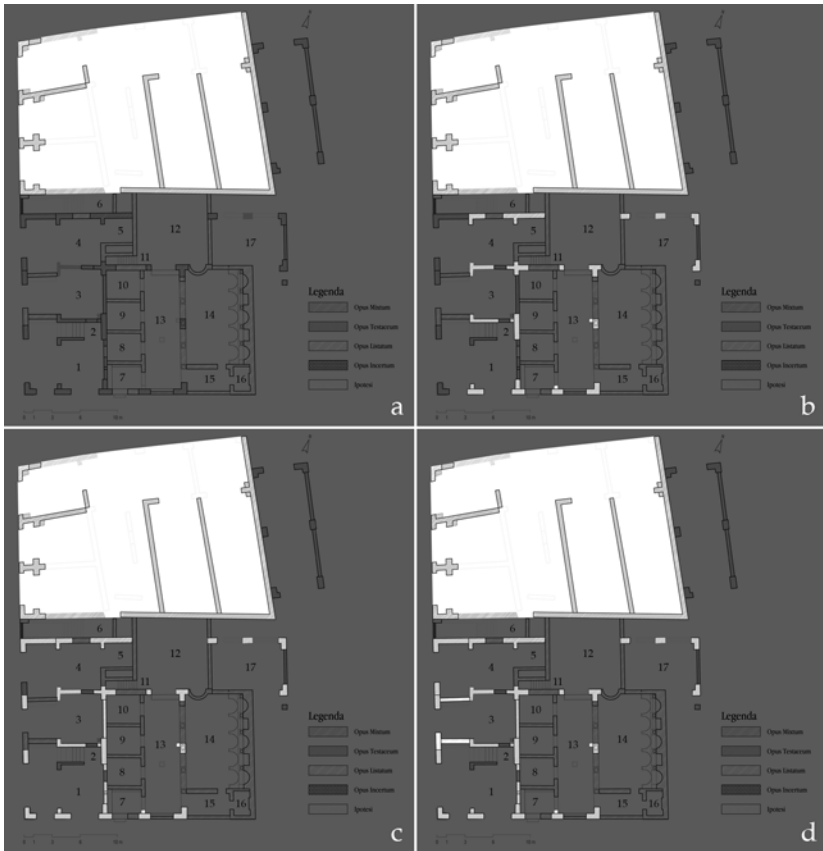 6
5 12
4 17
11
10
3 Legenda
9 13 14 Opus Mixtum
2 Opus Testaceum
8 Opus Listatum
1 7 15 16 Opus Incertum
Ipotesi
a
6
5 12
4 17
11
10
3 Legenda
9 13 14 Opus Mixtum
2 Opus Testaceum
8 Opus Listatum
1 7 15 16 Opus Incertum
Ipotesi
b
6
5 12
4 17
11
10
3 Legenda
9 13 14 Opus Mixtum
2 Opus Testaceum
8 Opus Listatum
1 7 15 16 Opus Incertum
Ipotesi
c
6
5 12
4 17
11
10
3 Legenda
9 13 14 Opus Mixtum
2 Opus Testaceum
8 Opus Listatum
1 7 15 16 Opus Incertum
Ipotesi
d